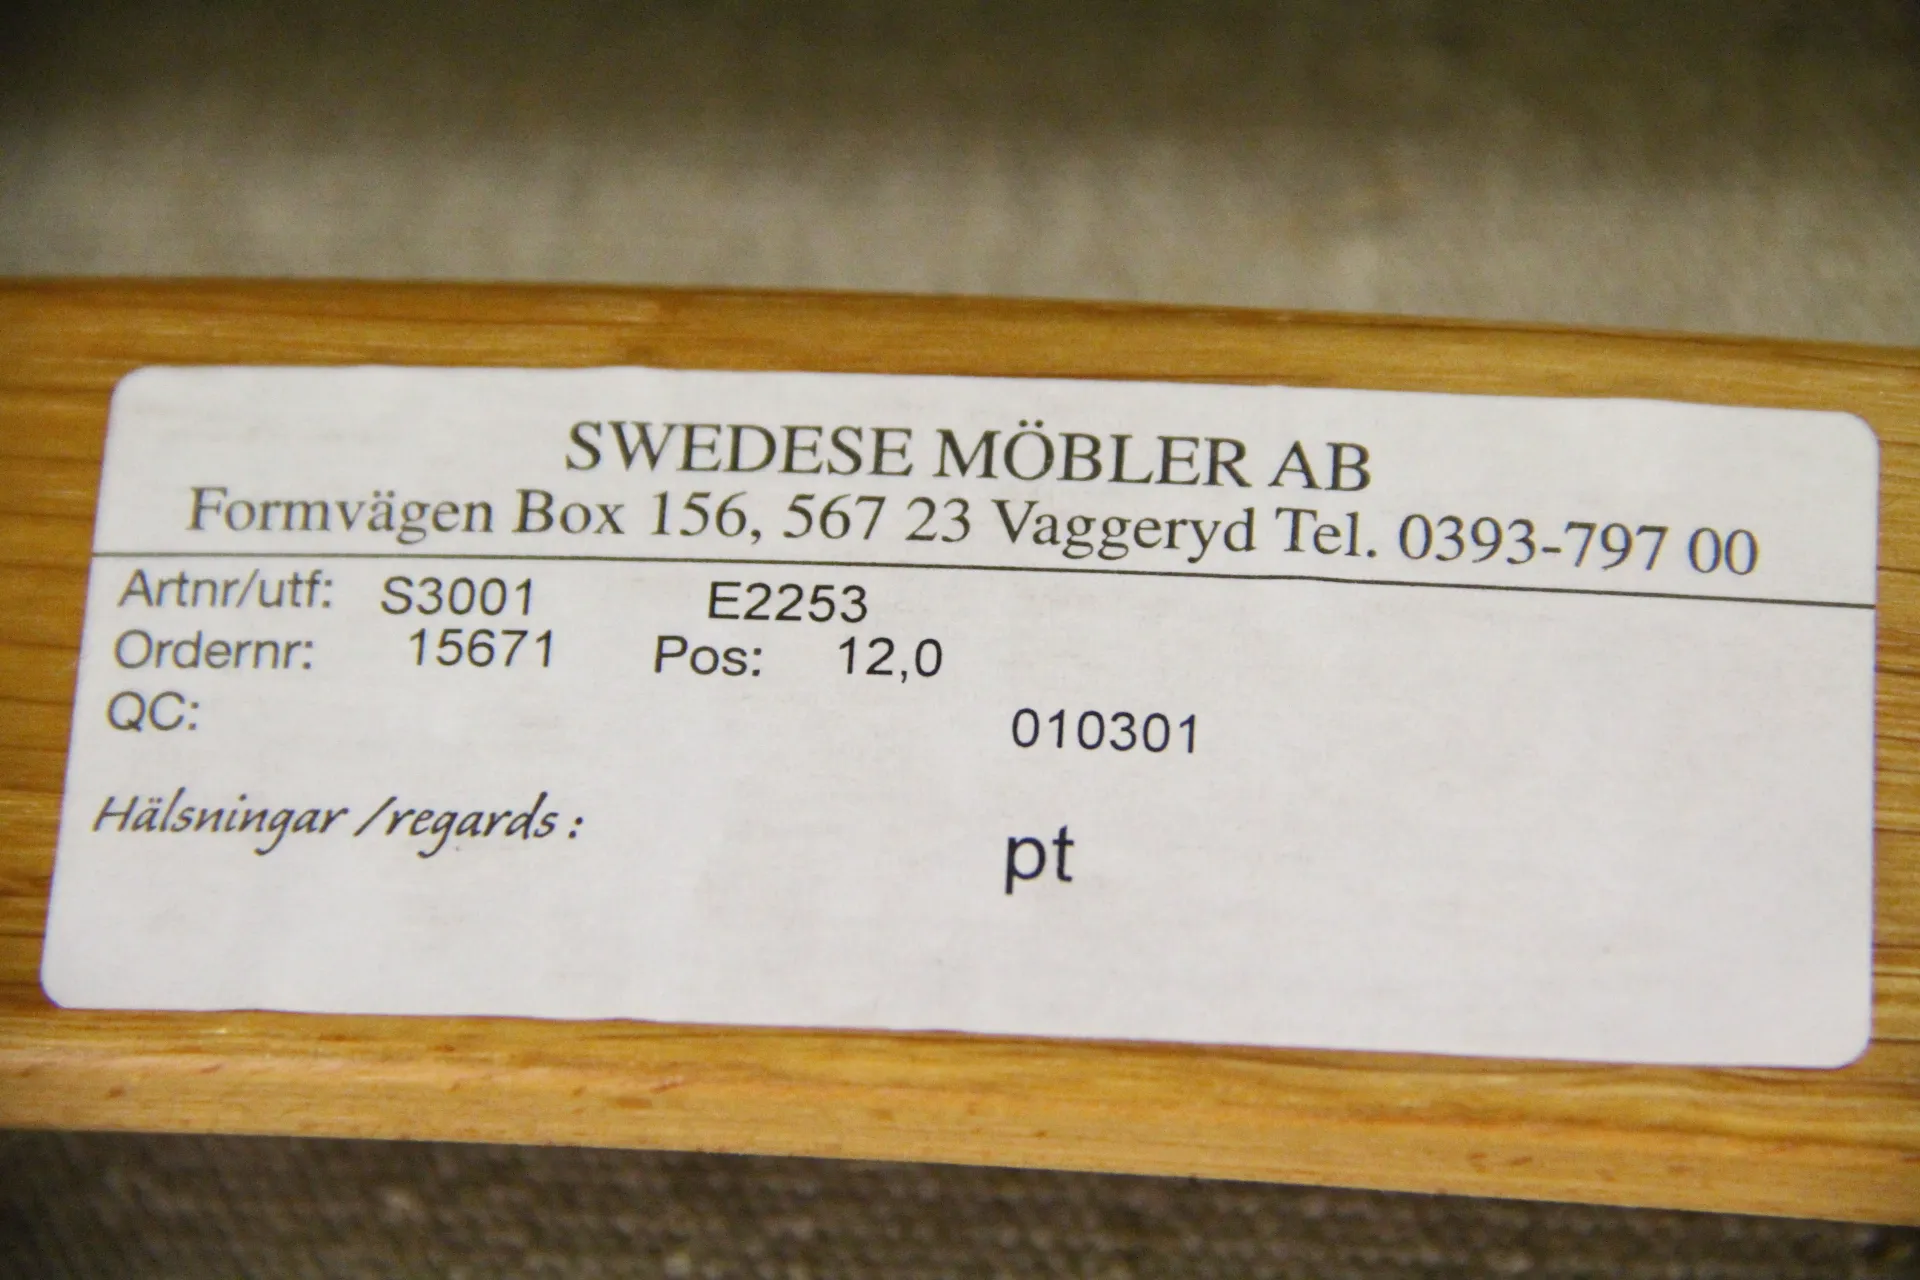 SWEDESE MÖBLER AB
Formvägen Box 156, 567 23 Vaggeryd Tel. 0393-797 00
Artnr/utf: S3001 E2253
Ordernr: 15671 Pos: 12,0
QC: 010301
Hälsningar /regards : pt